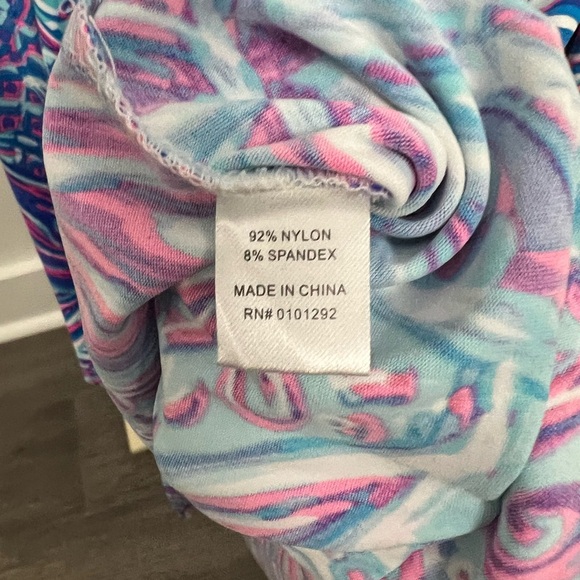 92% NYLON
8% SPANDEX
MADE IN CHINA
RN# 0101292